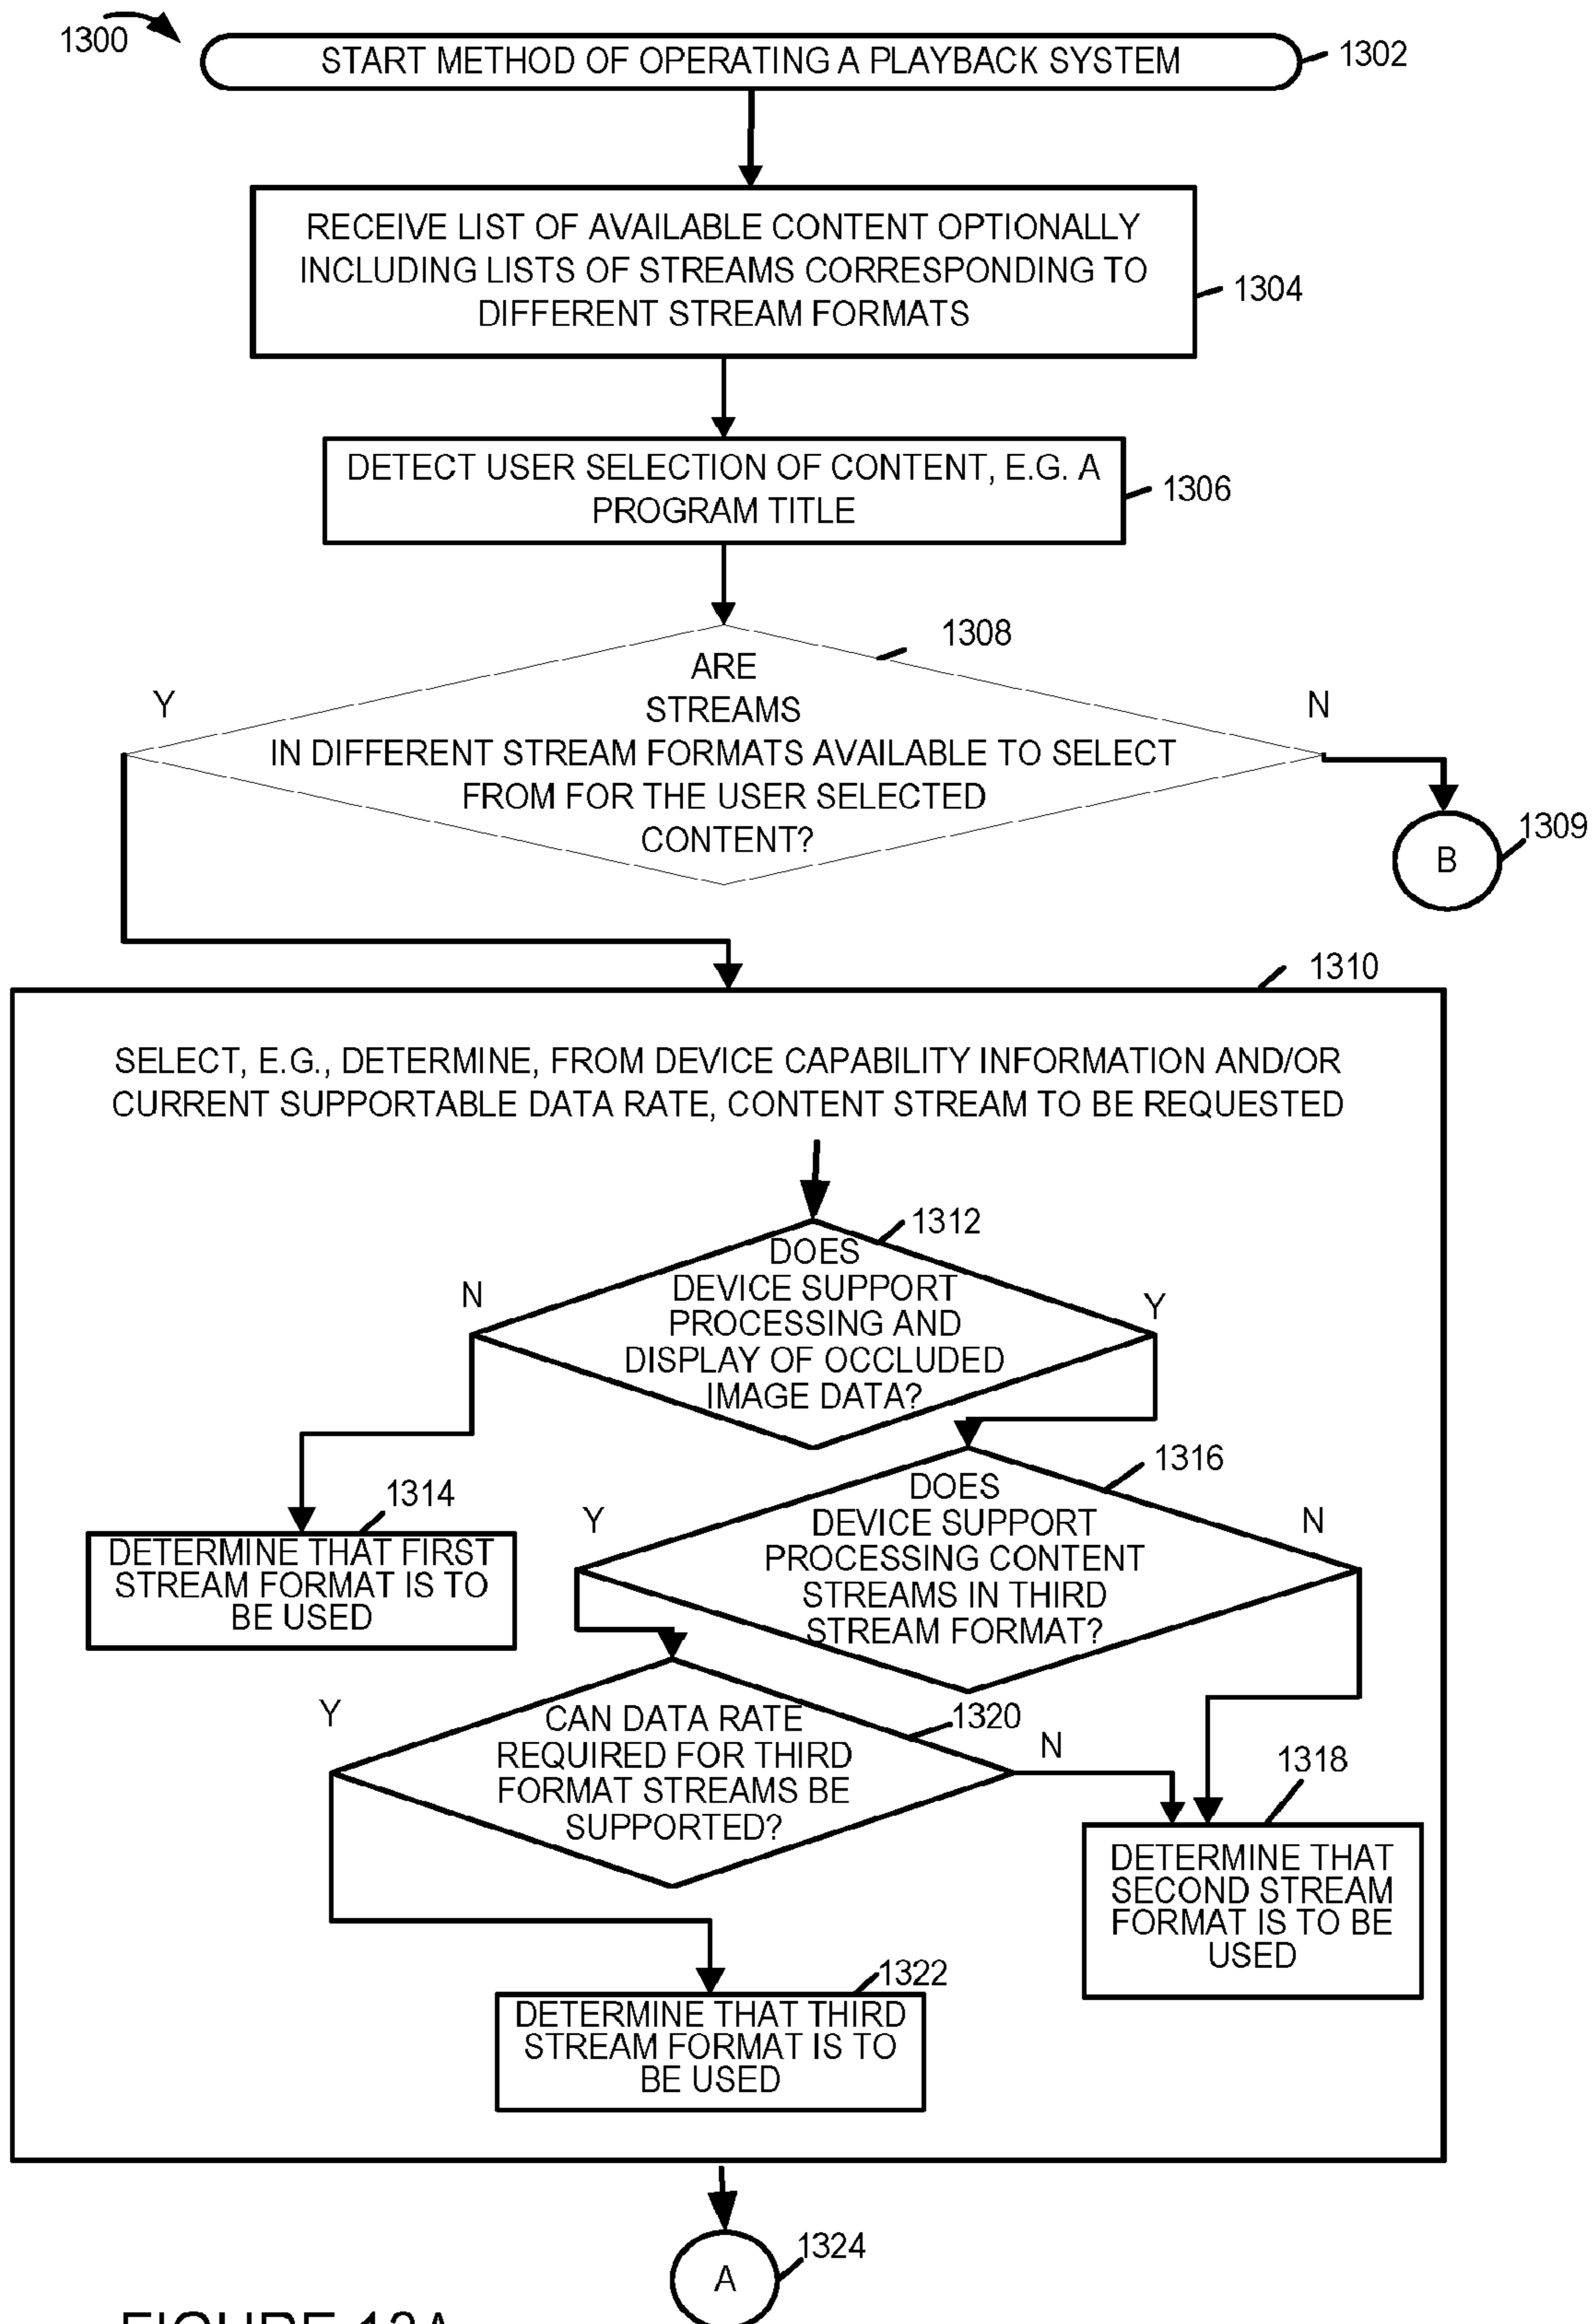 1300
START METHOD OF OPERATING A PLAYBACK SYSTEM
1302
RECEIVE LIST OF AVAILABLE CONTENT OPTIONALLY
INCLUDING LISTS OF STREAMS CORRESPONDING TO
DIFFERENT STREAM FORMATS
1304
DETECT USER SELECTION OF CONTENT, E.G. A
PROGRAM TITLE
1306
1308
ARE
STREAMS
IN DIFFERENT STREAM FORMATS AVAILABLE TO SELECT
FROM FOR THE USER SELECTED
CONTENT?
Y
N
B
1309
1310
SELECT, E.G., DETERMINE, FROM DEVICE CAPABILITY INFORMATION AND/OR
CURRENT SUPPORTABLE DATA RATE, CONTENT STREAM TO BE REQUESTED
1312
DOES
DEVICE SUPPORT
PROCESSING AND
DISPLAY OF OCCLUDED
IMAGE DATA?
N
Y
1314
DETERMINE THAT FIRST
STREAM FORMAT IS TO
BE USED
1316
DOES
DEVICE SUPPORT
PROCESSING CONTENT
STREAMS IN THIRD
STREAM FORMAT?
Y
N
1320
CAN DATA RATE
REQUIRED FOR THIRD
FORMAT STREAMS BE
SUPPORTED?
Y
N
1318
DETERMINE THAT
SECOND STREAM
FORMAT IS TO BE
USED
1322
DETERMINE THAT THIRD
STREAM FORMAT IS TO
BE USED
A
1324
FIGURE 13A